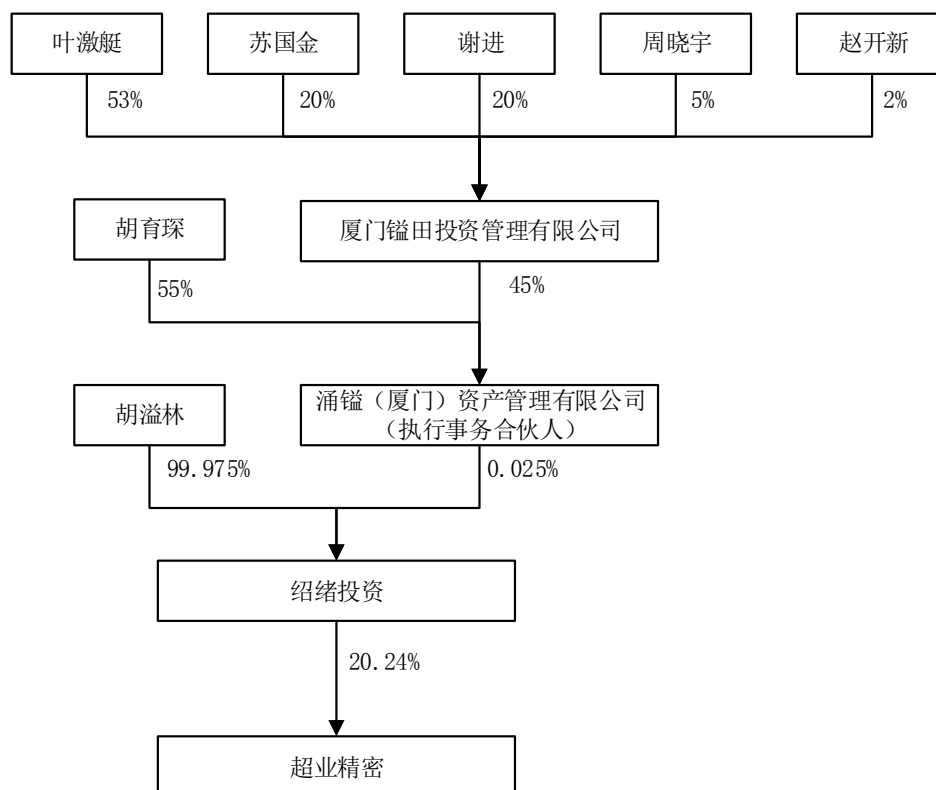 叶激艇
苏国金
谢进
周晓宇
赵开新
53%
20%
20%
5%
2%
胡育琛
厦门镒田投资管理有限公司
55%
45%
胡溢林
涌镒（厦门）资产管理有限公司
（执行事务合伙人）
99.975%
0.025%
绍绪投资
20.24%
超业精密